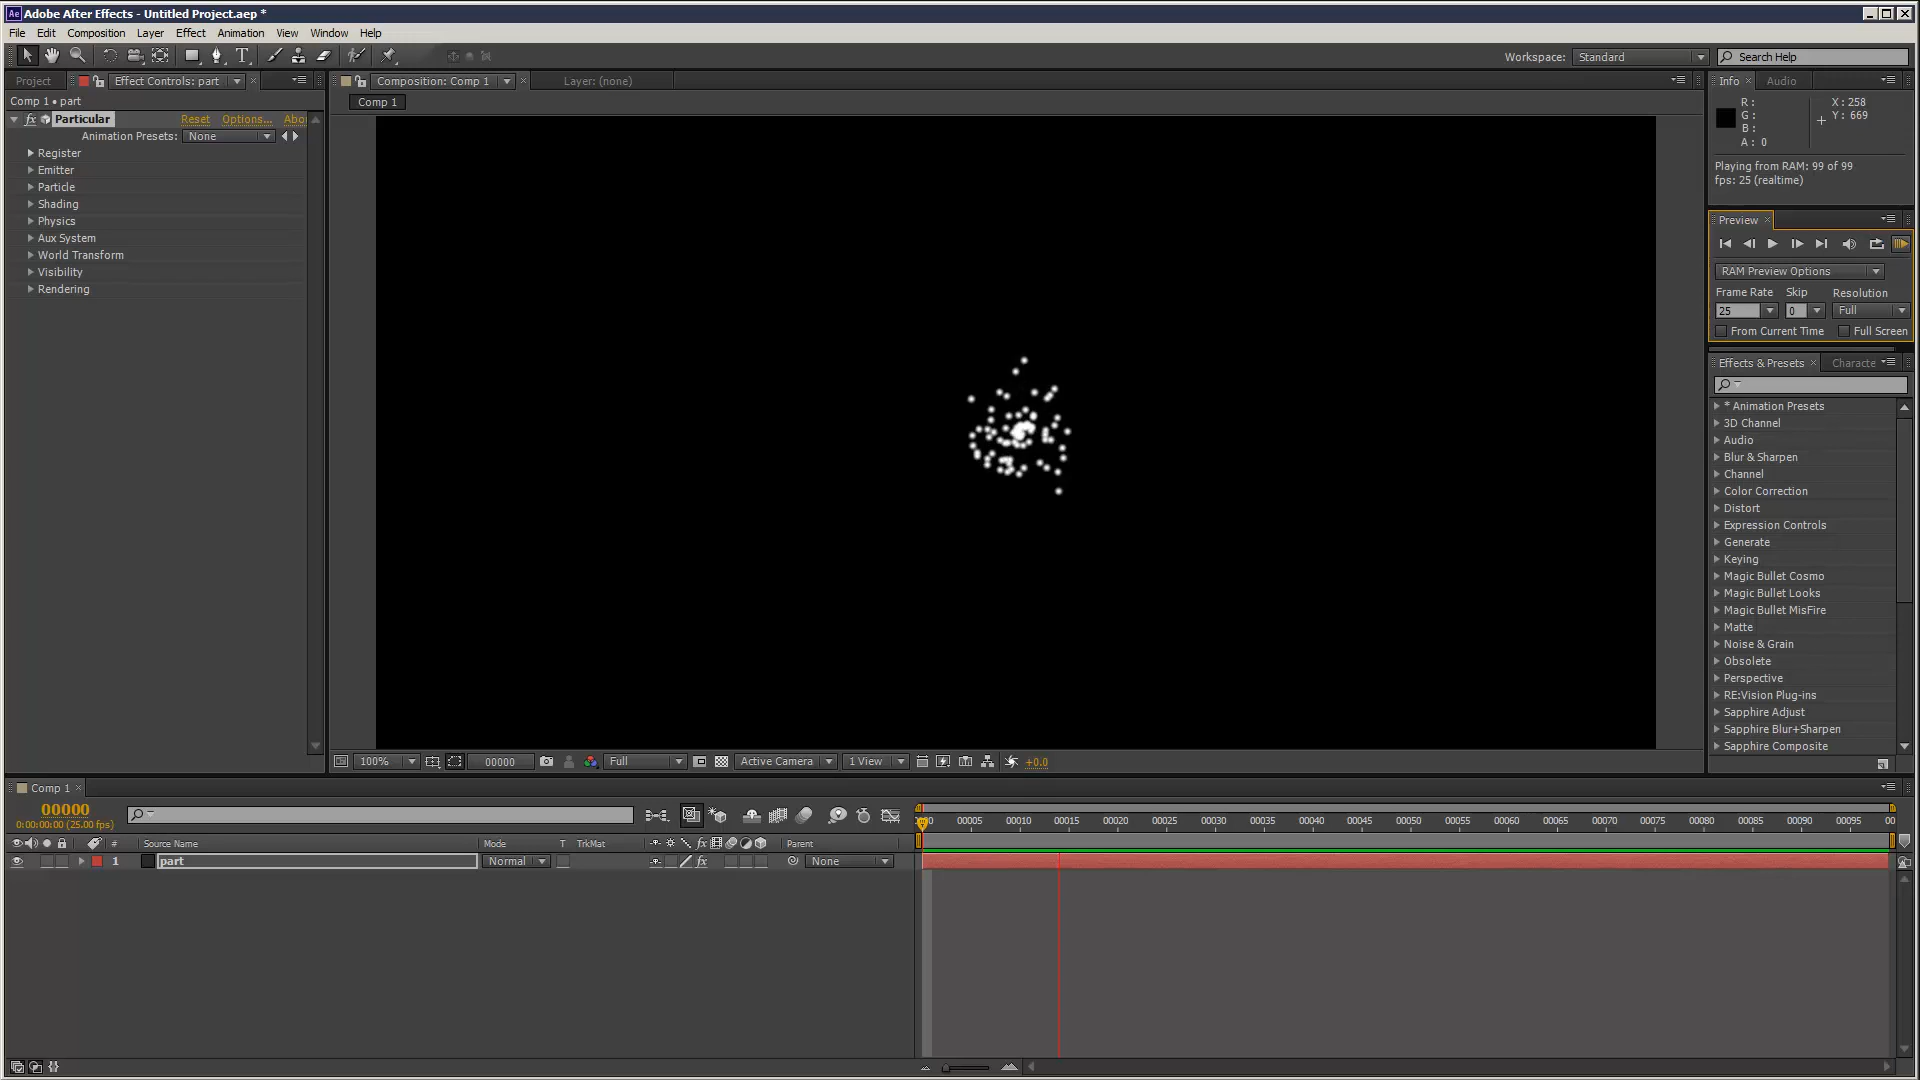 Ae Adobe After Effects - Untitled Project.aep *
File Edit Composition Layer Effect Animation View Window Help
Workspace: Standard Search Help
Project Effect Controls: part Composition: Comp 1 Layer: (none) Info Audio
Comp 1 • part
Comp 1
fx Particular Reset Options... Abo
Animation Presets: None
Register
Emitter
Particle
Shading
Physics
Aux System
World Transform
Visibility
Rendering
R : X : 258
G : Y : 669
B :
A : 0
Playing from RAM: 99 of 99
fps: 25 (realtime)
Preview
RAM Preview Options
Frame Rate Skip Resolution
25 0 Full
From Current Time Full Screen
Effects & Presets Characte
* Animation Presets
3D Channel
Audio
Blur & Sharpen
Channel
Color Correction
Distort
Expression Controls
Generate
Keying
Magic Bullet Cosmo
Magic Bullet Looks
Magic Bullet MisFire
Matte
Noise & Grain
Obsolete
Perspective
RE:Vision Plug-ins
Sapphire Adjust
Sapphire Blur+Sharpen
Sapphire Composite
100% 00000 Full Active Camera 1 View +0.0
Comp 1
00000
0:00:00:00 (25.00 fps)
00005 00010 00015 00020 00025 00030 00035 00040 00045 00050 00055 00060 00065 00070 00075 00080 00085 00090 00095 00
# Source Name Mode T TrkMat fx Parent
1 part Normal fx None